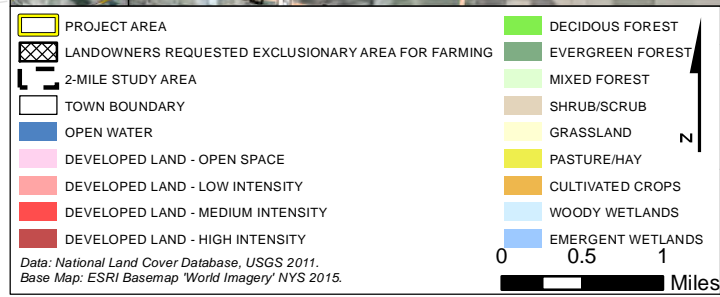 PROJECT AREA
LANDOWNERS REQUESTED EXCLUSIONARY AREA FOR FARMING
2-MILE STUDY AREA
TOWN BOUNDARY
OPEN WATER
DEVELOPED LAND - OPEN SPACE
DEVELOPED LAND - LOW INTENSITY
DEVELOPED LAND - MEDIUM INTENSITY
DEVELOPED LAND - HIGH INTENSITY
Data: National Land Cover Database, USGS 2011.
Base Map: ESRI Basemap 'World Imagery' NYS 2015.
DECIDOUS FOREST
EVERGREEN FOREST
MIXED FOREST
SHRUB/SCRUB
GRASSLAND
PASTURE/HAY
CULTIVATED CROPS
WOODY WETLANDS
EMERGENT WETLANDS
N
0 0.5 1
Miles